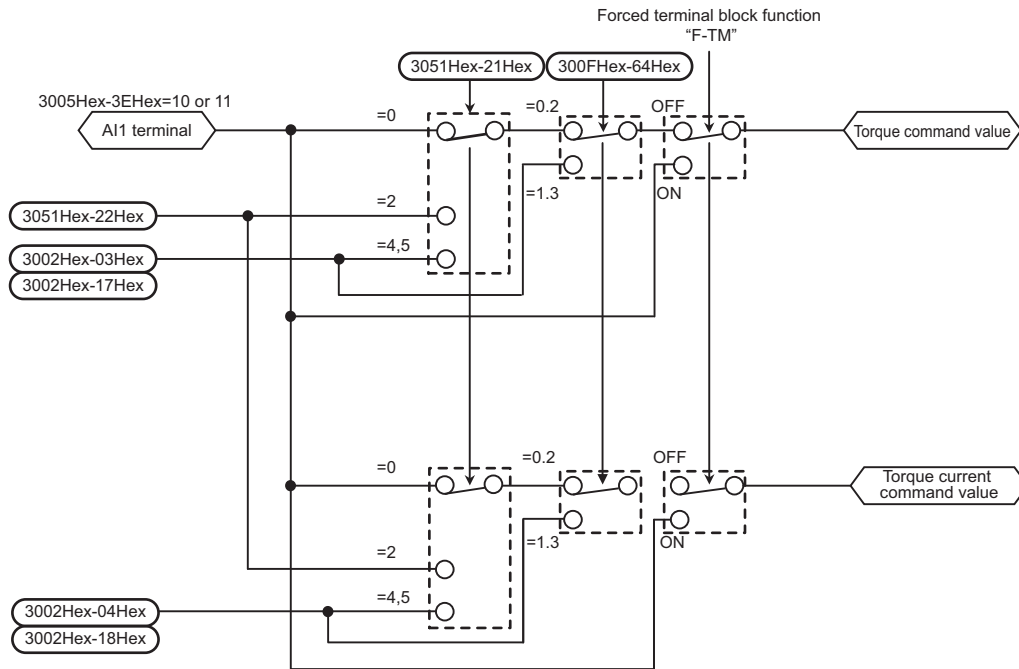 Forced terminal block function
“F-TM”
3051Hex-21Hex
300FHex-64Hex
3005Hex-3EHex=10 or 11
AI1 terminal
=0
=0.2
OFF
Torque command value
=1.3
ON
3051Hex-22Hex
=2
3002Hex-03Hex
=4,5
3002Hex-17Hex
=0
=0.2
OFF
Torque current
command value
=1.3
ON
=2
3002Hex-04Hex
=4,5
3002Hex-18Hex